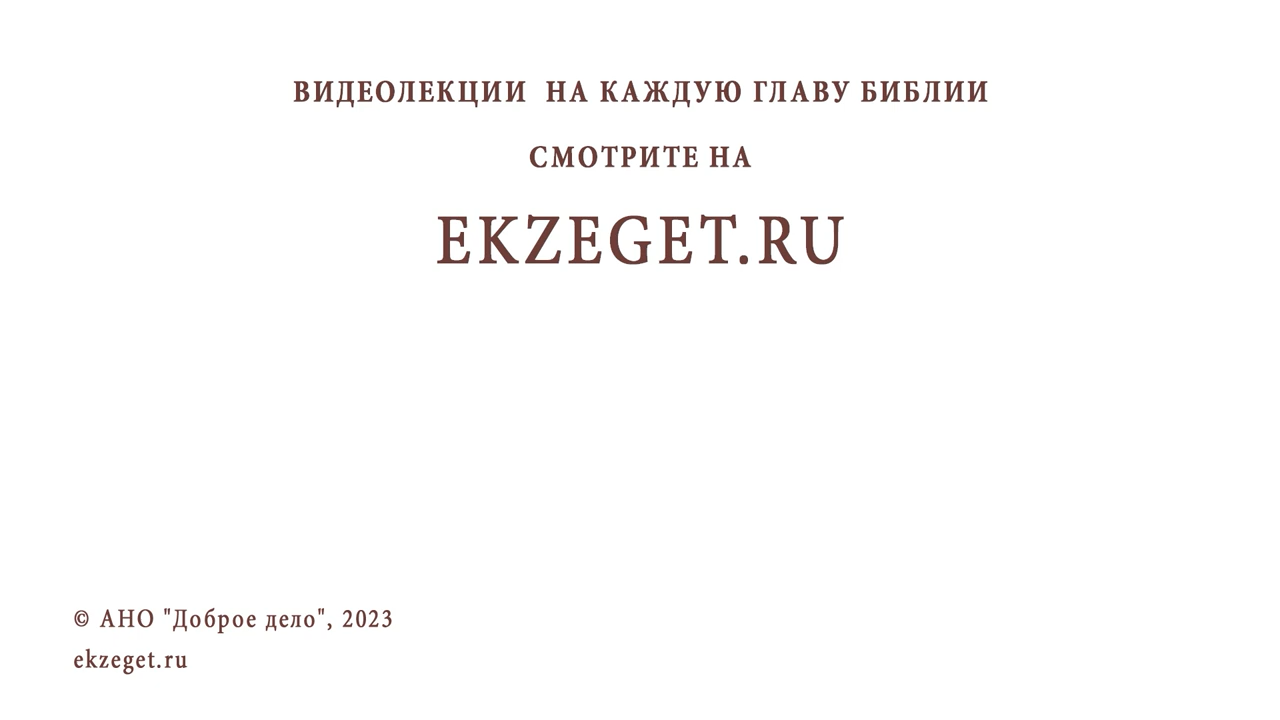 ВИДЕОЛЕКЦИИ НА КАЖДУЮ ГЛАВУ БИБЛИИ
СМОТРИТЕ НА
EKZEGET.RU
© АНО "Доброе дело", 2023
ekzeget.ru